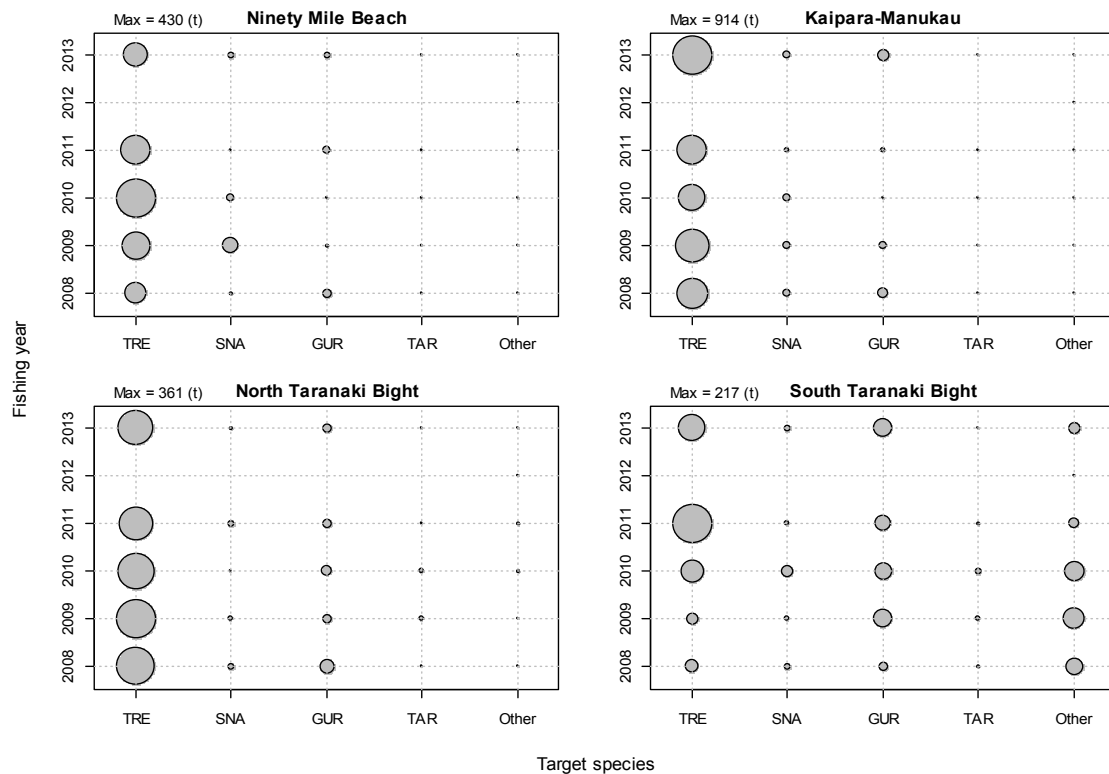 Max = 430 (t) Ninety Mile Beach
Max = 914 (t) Kaipara-Manukau
2013
2012
2011
2010
2009
2008
TRE SNA GUR TAR Other
2013
2012
2011
2010
2009
2008
TRE SNA GUR TAR Other
Fishing year
Max = 361 (t) North Taranaki Bight
Max = 217 (t) South Taranaki Bight
2013
2012
2011
2010
2009
2008
TRE SNA GUR TAR Other
2013
2012
2011
2010
2009
2008
TRE SNA GUR TAR Other
Target species